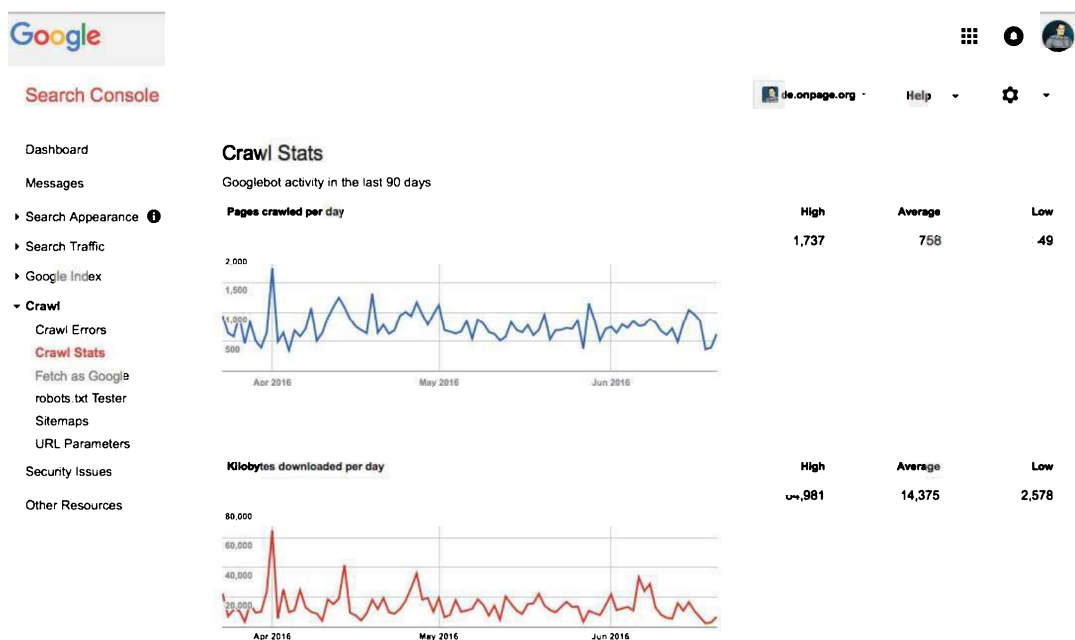 Google
Search Console
de.onpage.org
Help
Dashboard
Messages
Search Appearance
Search Traffic
Google Index
Crawl
Crawl Errors
Crawl Stats
Fetch as Google
robots.txt Tester
Sitemaps
URL Parameters
Security Issues
Other Resources
Crawl Stats
Googlebot activity in the last 90 days
Pages crawled per day
High Average Low
1,737 758
2,000
1,500
1,000
500
Apr 2016 May 2016 Jun 2016
Kilobytes downloaded per day
High Average Low
14,375 2,578
80,000
60,000
40,000
20,000
Apr 2016 May 2016 Jun 2016